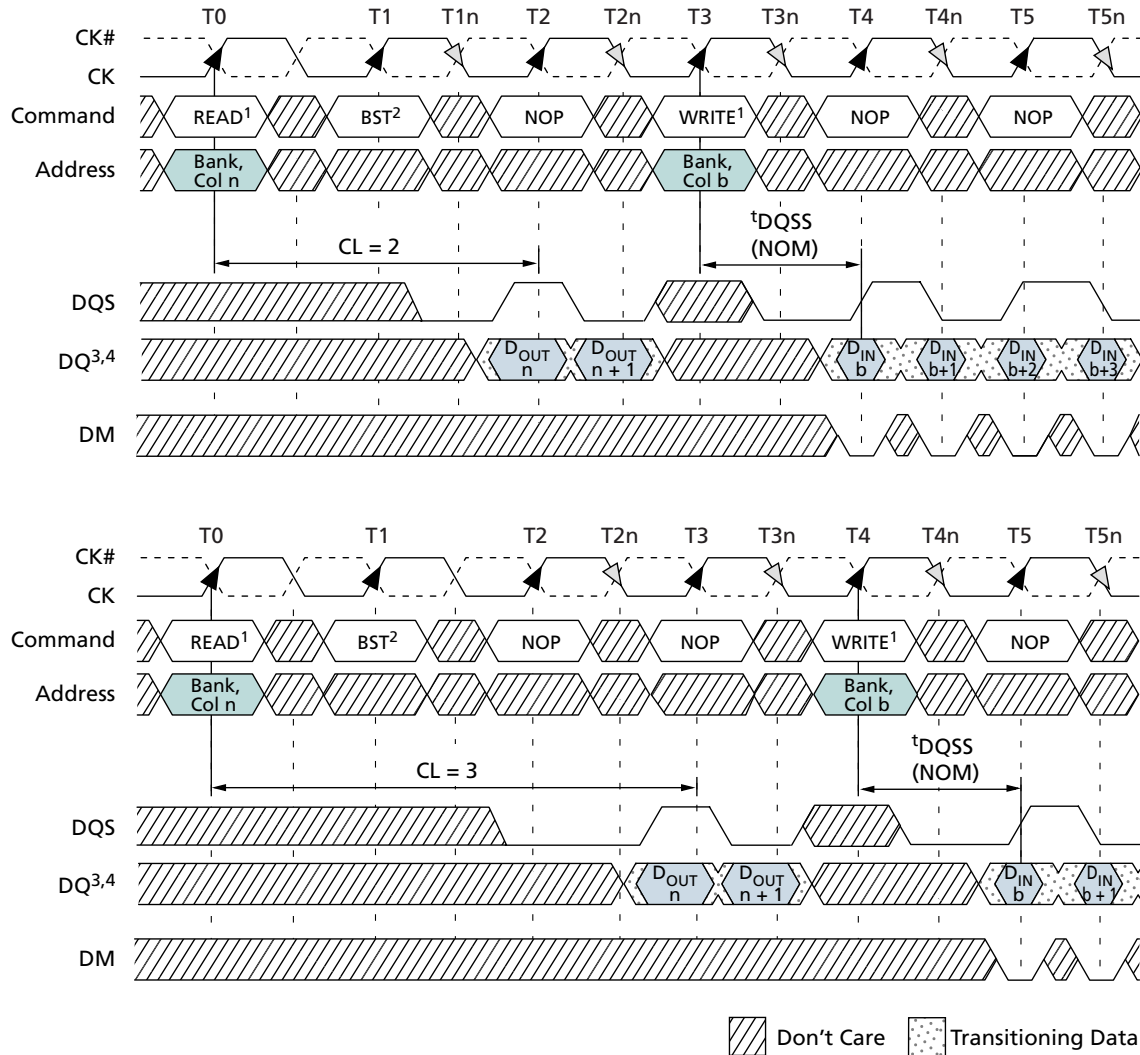 T0 T1 T1n T2 T2n T3 T3n T4 T4n T5 T5n
CK#
CK
Command READ1 BST2 NOP WRITE1 NOP NOP
Address Bank, Col n Bank, Col b
CL = 2 tDQSS (NOM)
DQS
DQ3,4 DOUT n DOUT n + 1 DIN b DIN b+1 DIN b+2 DIN b+3
DM
T0 T1 T2 T2n T3 T3n T4 T4n T5 T5n
CK#
CK
Command READ1 BST2 NOP NOP WRITE1 NOP
Address Bank, Col n Bank, Col b
CL = 3 tDQSS (NOM)
DQS
DQ3,4 DOUT n DOUT n + 1 DIN b DIN b + 1
DM
Don't Care Transitioning Data